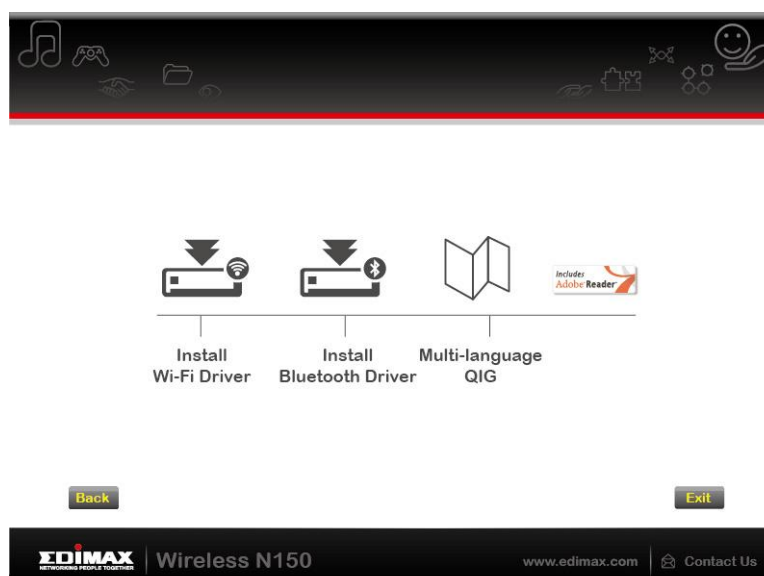 Includes
Adobe Reader
Install
Wi-Fi Driver
Install
Bluetooth Driver
Multi-language
QIG
Back
Exit
EDIMAX
NETWORKING PEOPLE TOGETHER
Wireless N150
www.edimax.com
Contact Us